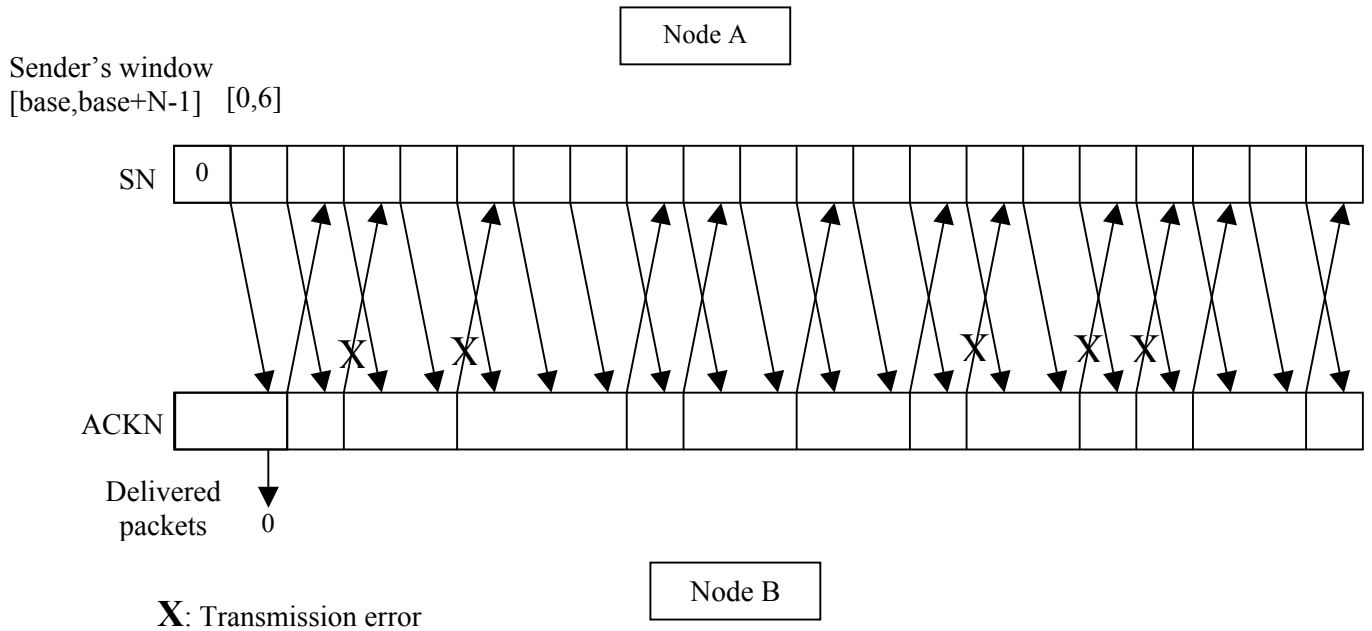 Node A
Sender’s window
[base,base+N-1] [0,6]
SN 0
X X X X X
ACKN
Delivered
packets 0
Node B
X: Transmission error